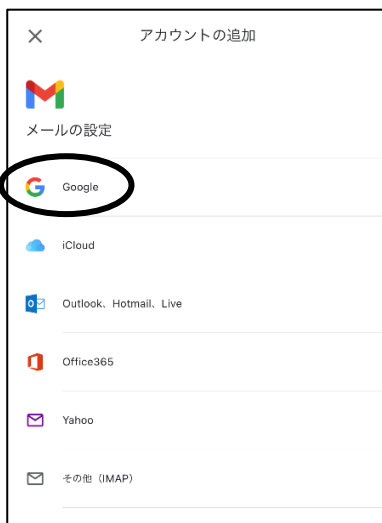 アカウントの追加
メールの設定
Google
iCloud
Outlook、Hotmail、Live
Office365
Yahoo
その他（IMAP）